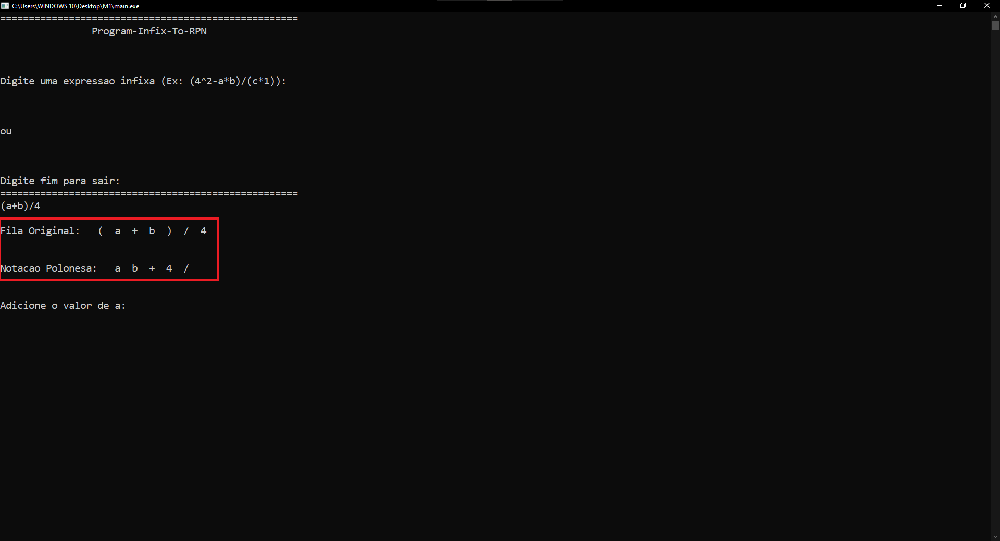 C:\Users\WINDOWS 10\Desktop\M1\main.exe
====================================================
Program-Infix-To-RPN
Digite uma expressao infixa (Ex: (4^2-a*b)/(c*1)):
ou
Digite fim para sair:
====================================================
(a+b)/4
Fila Original: ( a + b ) / 4
Notacao Polonesa: a b + 4 /
Adicione o valor de a: